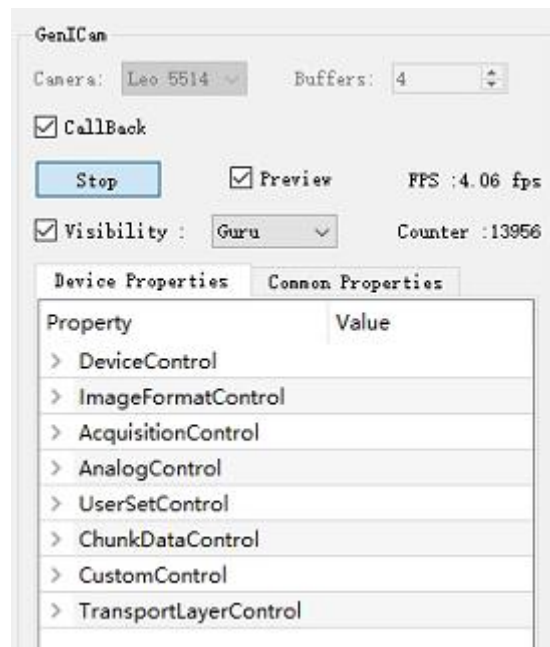 GenICam
Camera: Leo 5514 Buffers: 4
CallBack
Stop Preview FPS :4.06 fps
Visibility : Guru Counter :13956
Device Properties Common Properties
Property Value
DeviceControl
ImageFormatControl
AcquisitionControl
AnalogControl
UserSetControl
ChunkDataControl
CustomControl
TransportLayerControl